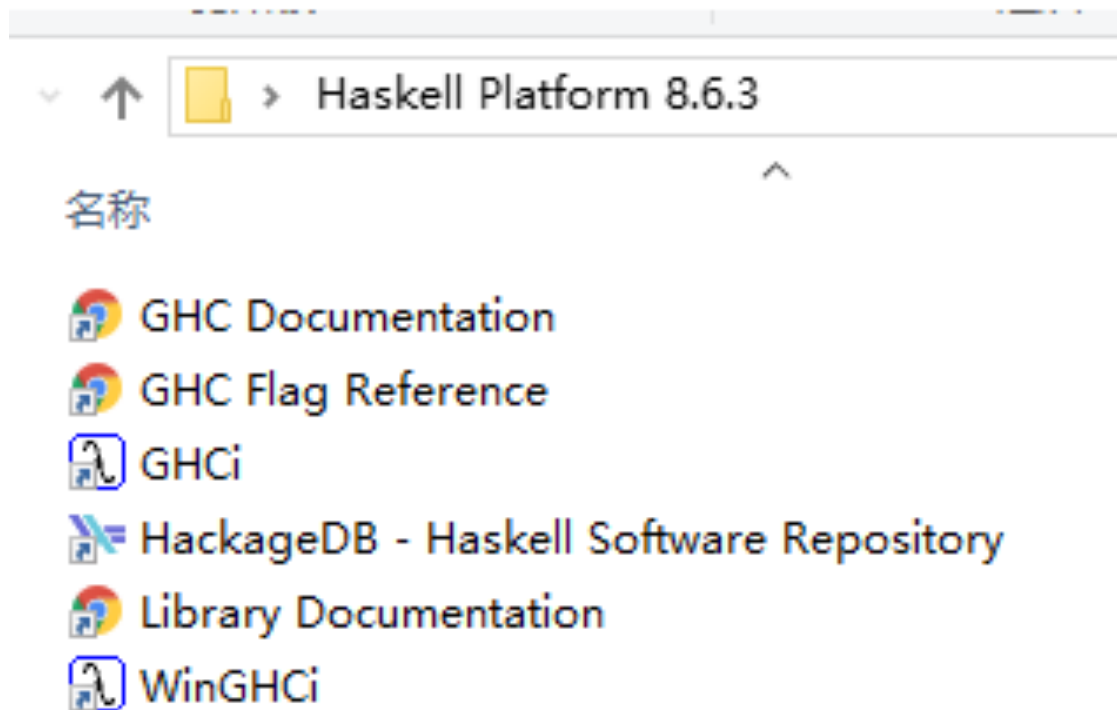 Haskell Platform 8.6.3
名称
GHC Documentation
GHC Flag Reference
GHCi
HackageDB - Haskell Software Repository
Library Documentation
WinGHCi